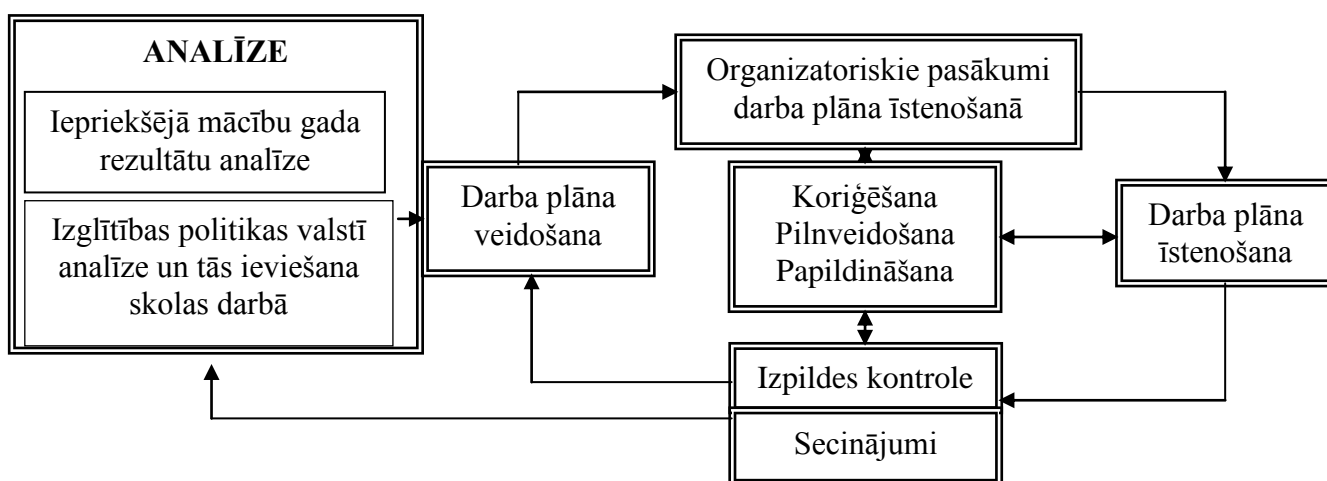 ANALĪZE
Iepriekšējā mācību gada
rezultātu analīze
Izglītības politikas valstī
analīze un tās ieviešana
skolas darbā
Darba plāna
veidošana
Organizatoriskie pasākumi
darba plāna īstenošanā
Koriģēšana
Pilnveidošana
Papildināšana
Darba plāna
īstenošana
Izpildes kontrole
Secinājumi